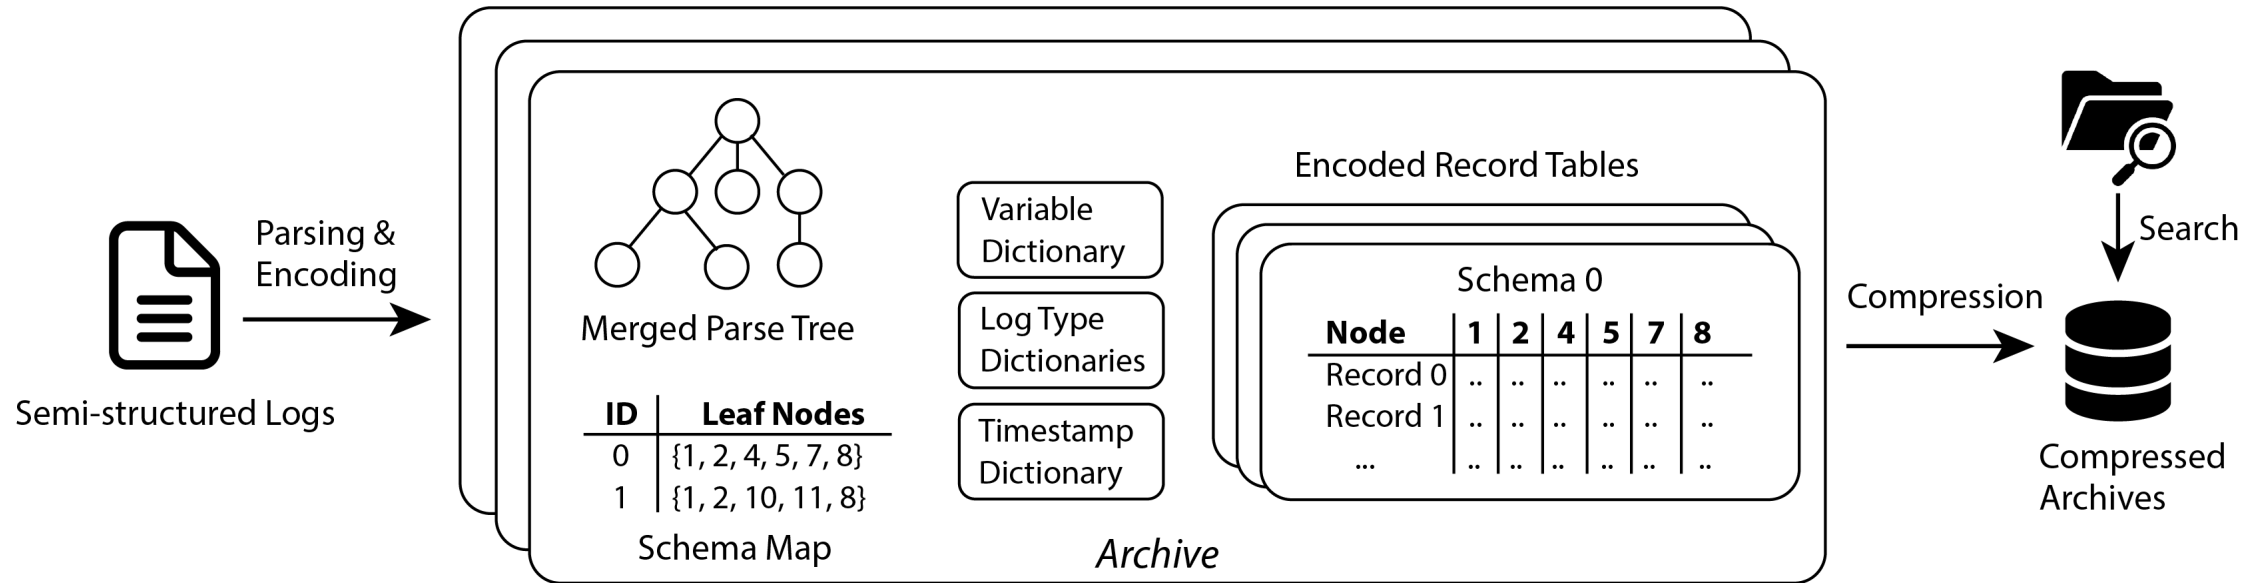 Semi-structured Logs
Parsing &
Encoding
Merged Parse Tree
ID Leaf Nodes
0 {1, 2, 4, 5, 7, 8}
1 {1, 2, 10, 11, 8}
Schema Map
Variable
Dictionary
Log Type
Dictionaries
Timestamp
Dictionary
Encoded Record Tables
Schema 0
Node 1 2 4 5 7 8
Record 0 .. .. .. .. .. ..
Record 1 .. .. .. .. .. ..
... .. .. .. .. .. ..
Archive
Compression
Search
Compressed
Archives